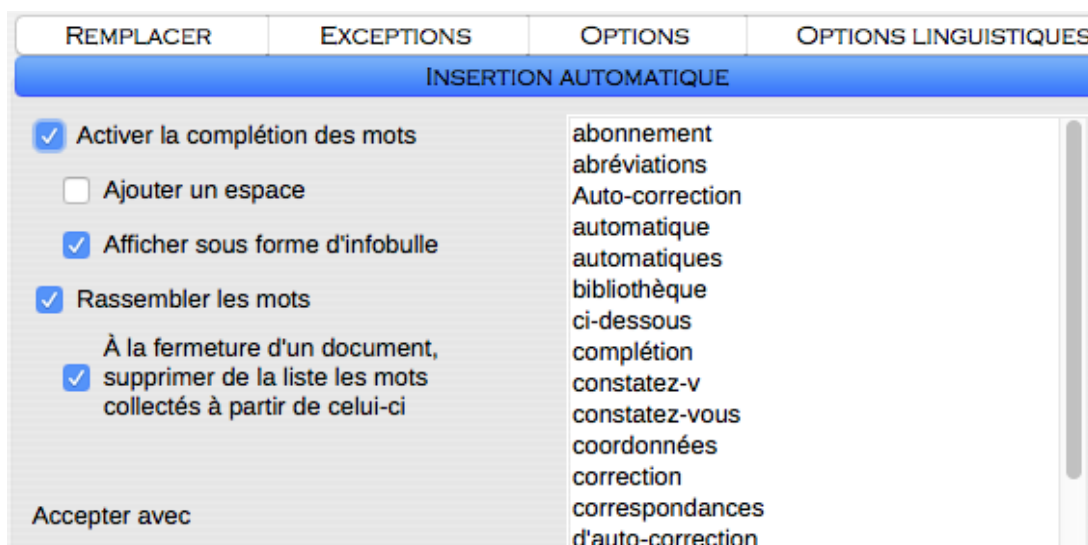 REMPLACER EXCEPTIONS OPTIONS OPTIONS LINGUISTIQUES
INSERTION AUTOMATIQUE
Activer la complétion des mots
Ajouter un espace
Afficher sous forme d'infobulle
Rassembler les mots
À la fermeture d'un document,
supprimer de la liste les mots
collectés à partir de celui-ci
Accepter avec
abonnement
abréviations
Auto-correction
automatique
automatiques
bibliothèque
ci-dessous
complétion
constatez-v
constatez-vous
coordonnées
correction
correspondances
d'auto-correction